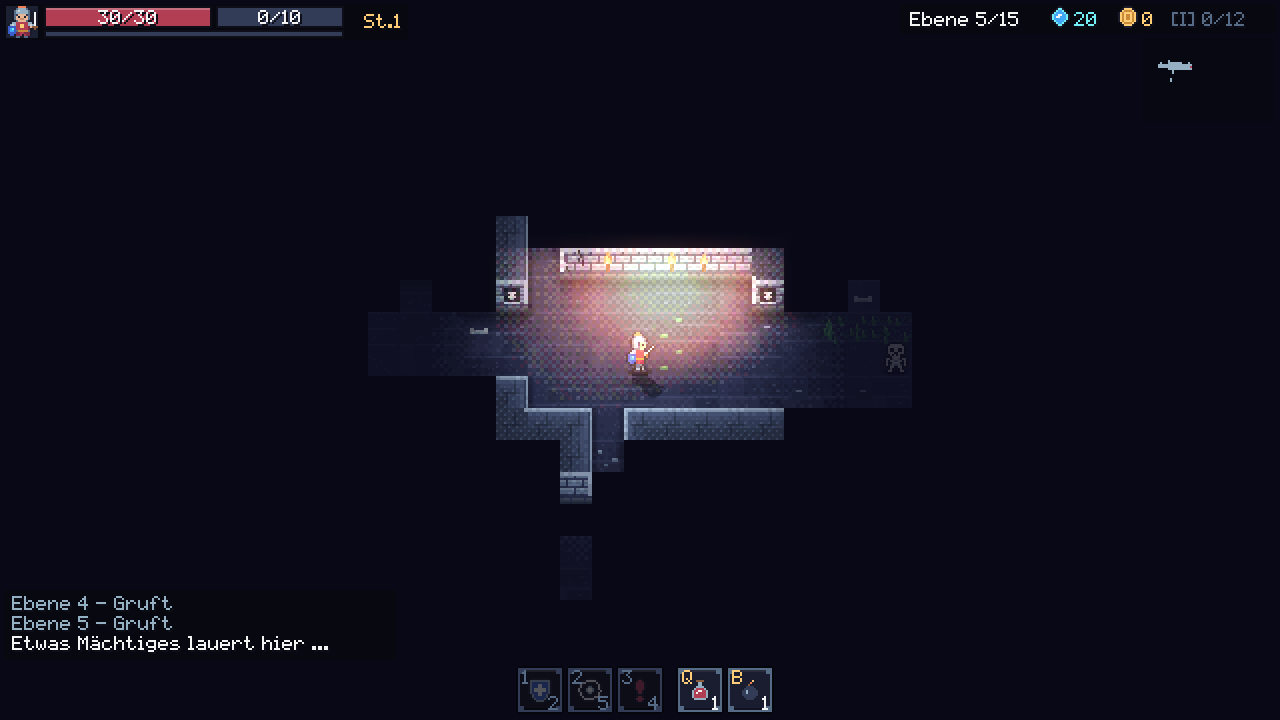 30/30
0/10
St.1
Ebene 5/15
20
0
[I] 0/12
Ebene 4 - Gruft
Ebene 5 - Gruft
Etwas Mächtiges lauert hier ...
1 2
2 5
3 4
Q 1
B 1